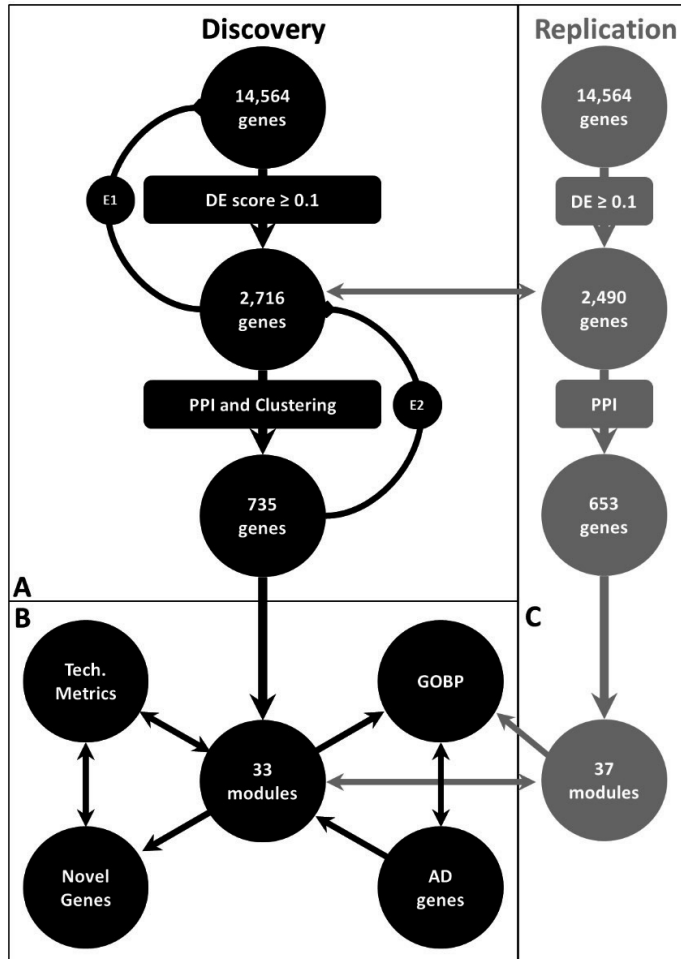 Discovery
14,564
genes
E1
DE score ≥ 0.1
2,716
genes
PPI and Clustering
E2
735
genes
A
B
Tech.
Metrics
GOBP
33
modules
Novel
Genes
AD
genes
Replication
14,564
genes
DE ≥ 0.1
2,490
genes
PPI
653
genes
C
37
modules